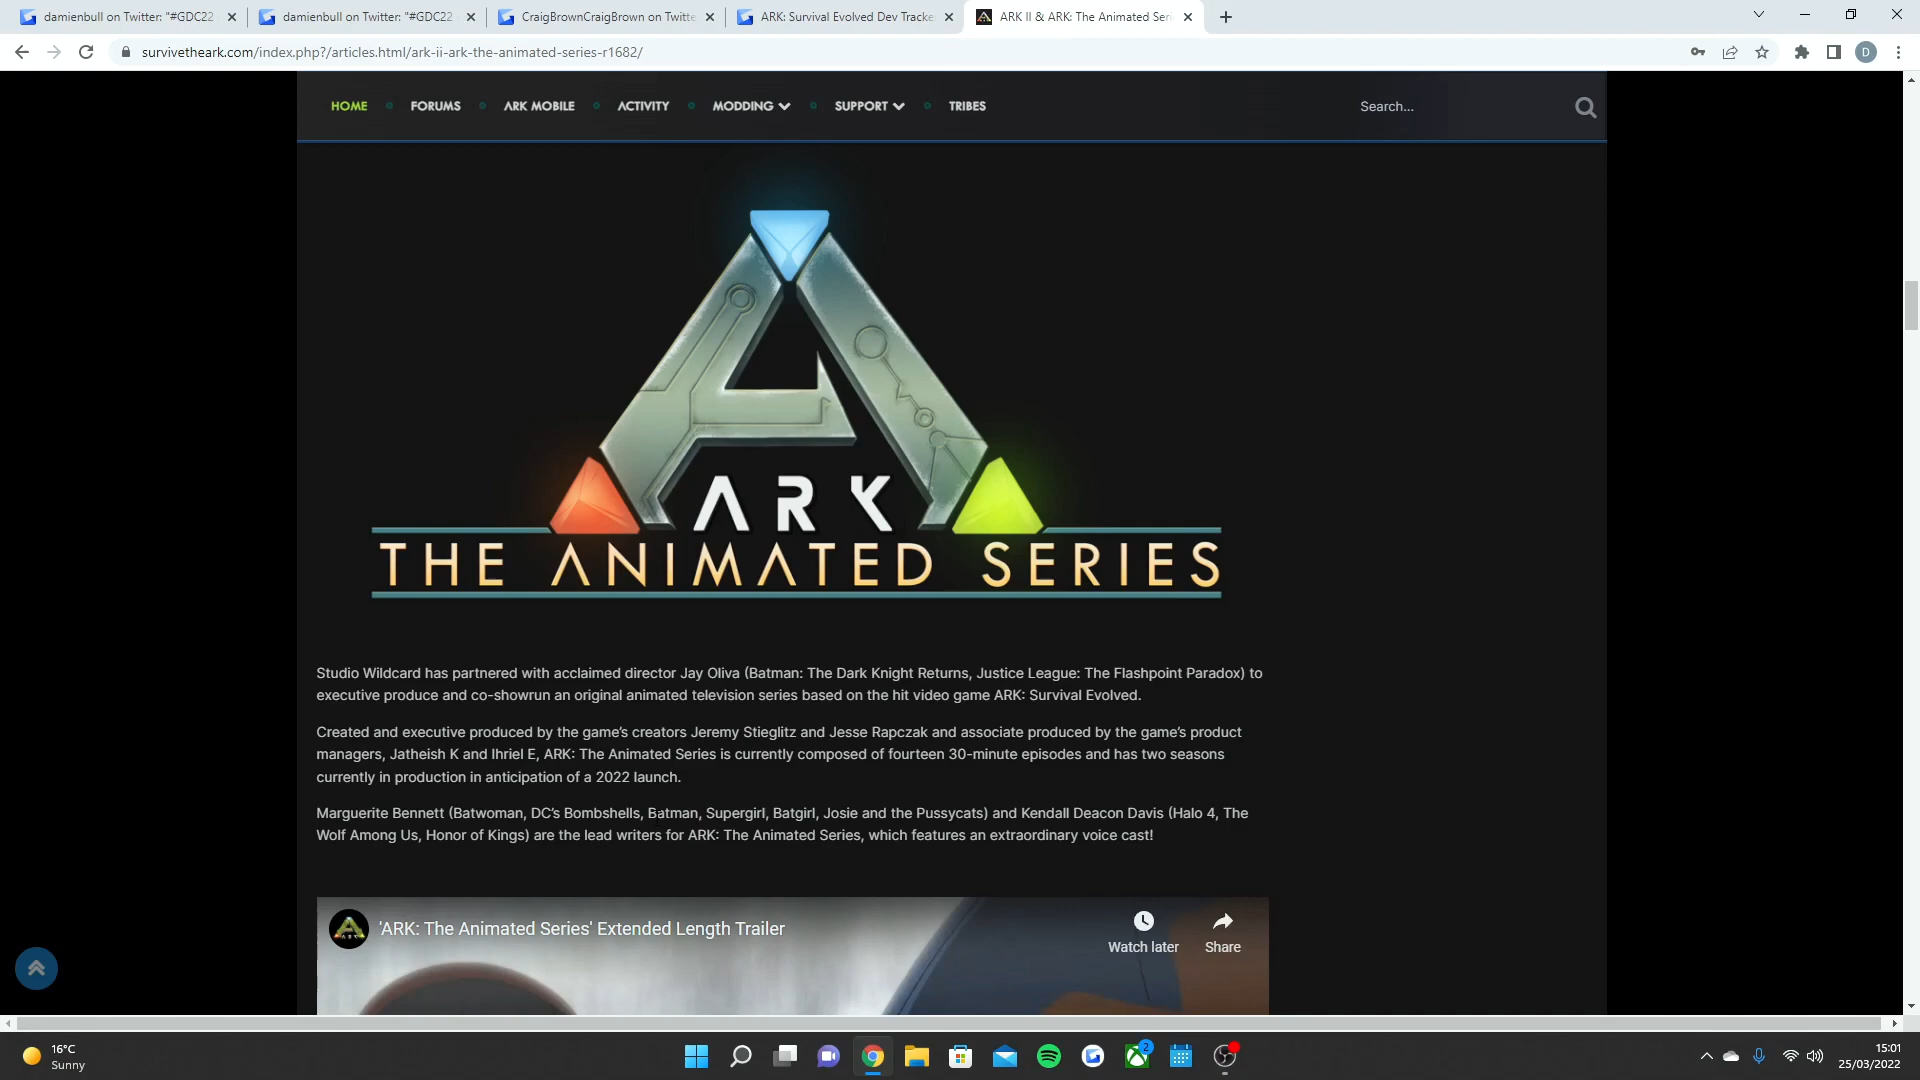 damienbull on Twitter: "#GDC22
damienbull on Twitter: "#GDC22
CraigBrownCraigBrown on Twitte
ARK: Survival Evolved Dev Tracke
ARK II & ARK: The Animated Seri
survivetheark.com/index.php?/articles.html/ark-ii-ark-the-animated-series-r1682/
D
HOME FORUMS ARK MOBILE ACTIVITY MODDING SUPPORT TRIBES Search...
ARK
THE ANIMATED SERIES
Studio Wildcard has partnered with acclaimed director Jay Oliva (Batman: The Dark Knight Returns, Justice League: The Flashpoint Paradox) to
executive produce and co-showrun an original animated television series based on the hit video game ARK: Survival Evolved.
Created and executive produced by the game's creators Jeremy Stieglitz and Jesse Rapczak and associate produced by the game's product
managers, Jatheish K and Ihriel E, ARK: The Animated Series is currently composed of fourteen 30-minute episodes and has two seasons
currently in production in anticipation of a 2022 launch.
Marguerite Bennett (Batwoman, DC's Bombshells, Batman, Supergirl, Batgirl, Josie and the Pussycats) and Kendall Deacon Davis (Halo 4, The
Wolf Among Us, Honor of Kings) are the lead writers for ARK: The Animated Series, which features an extraordinary voice cast!
'ARK: The Animated Series' Extended Length Trailer
Watch later Share
16°C
Sunny
2
15:01
25/03/2022